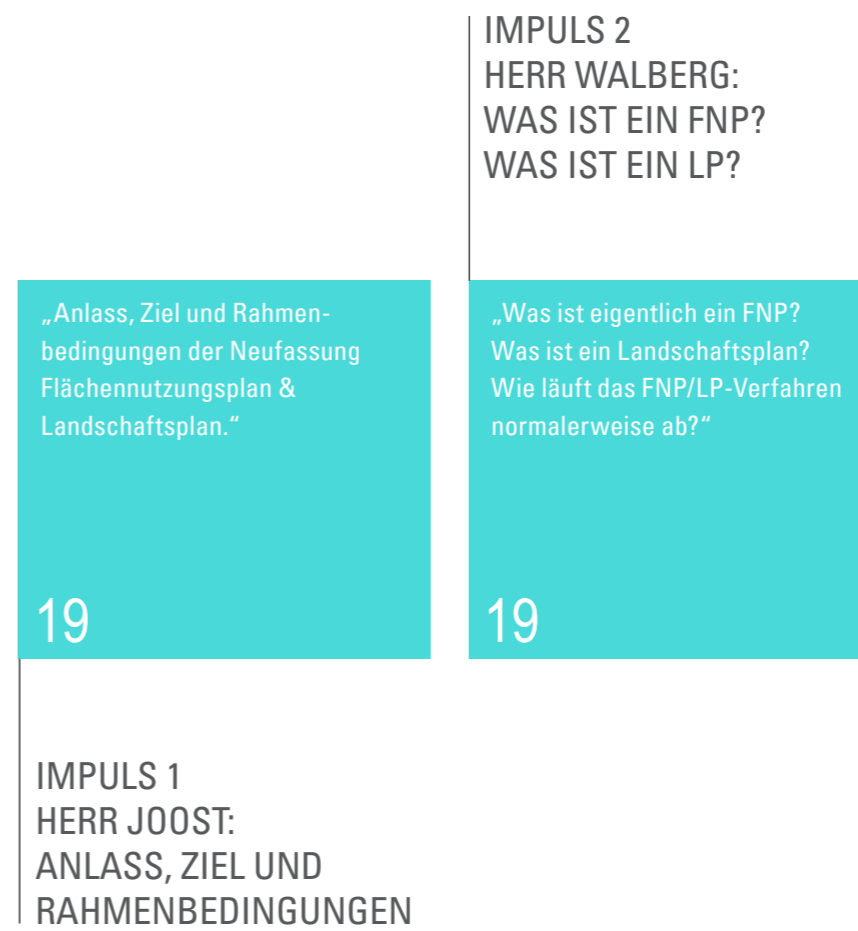 „Anlass, Ziel und Rahmen-
bedingungen der Neufassung
Flächennutzungsplan &
Landschaftsplan.“
19
IMPULS 1
HERR JOOST:
ANLASS, ZIEL UND
RAHMENBEDINGUNGEN
IMPULS 2
HERR WALBERG:
WAS IST EIN FNP?
WAS IST EIN LP?
„Was ist eigentlich ein FNP?
Was ist ein Landschaftsplan?
Wie läuft das FNP/LP-Verfahren
normalerweise ab?“
19